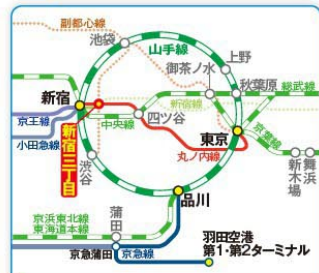 副都心線
池袋
山手線
上野
御茶ノ水
秋葉原
総武線
新宿
新宿線
京王線
中央線
四ツ谷
東京
京葉線
小田急線
新宿三丁目
丸ノ内線
渋谷
新木場
舞浜
品川
京浜東北線
東海道本線
蒲田
羽田空港
第1・第2ターミナル
京急蒲田
京急線